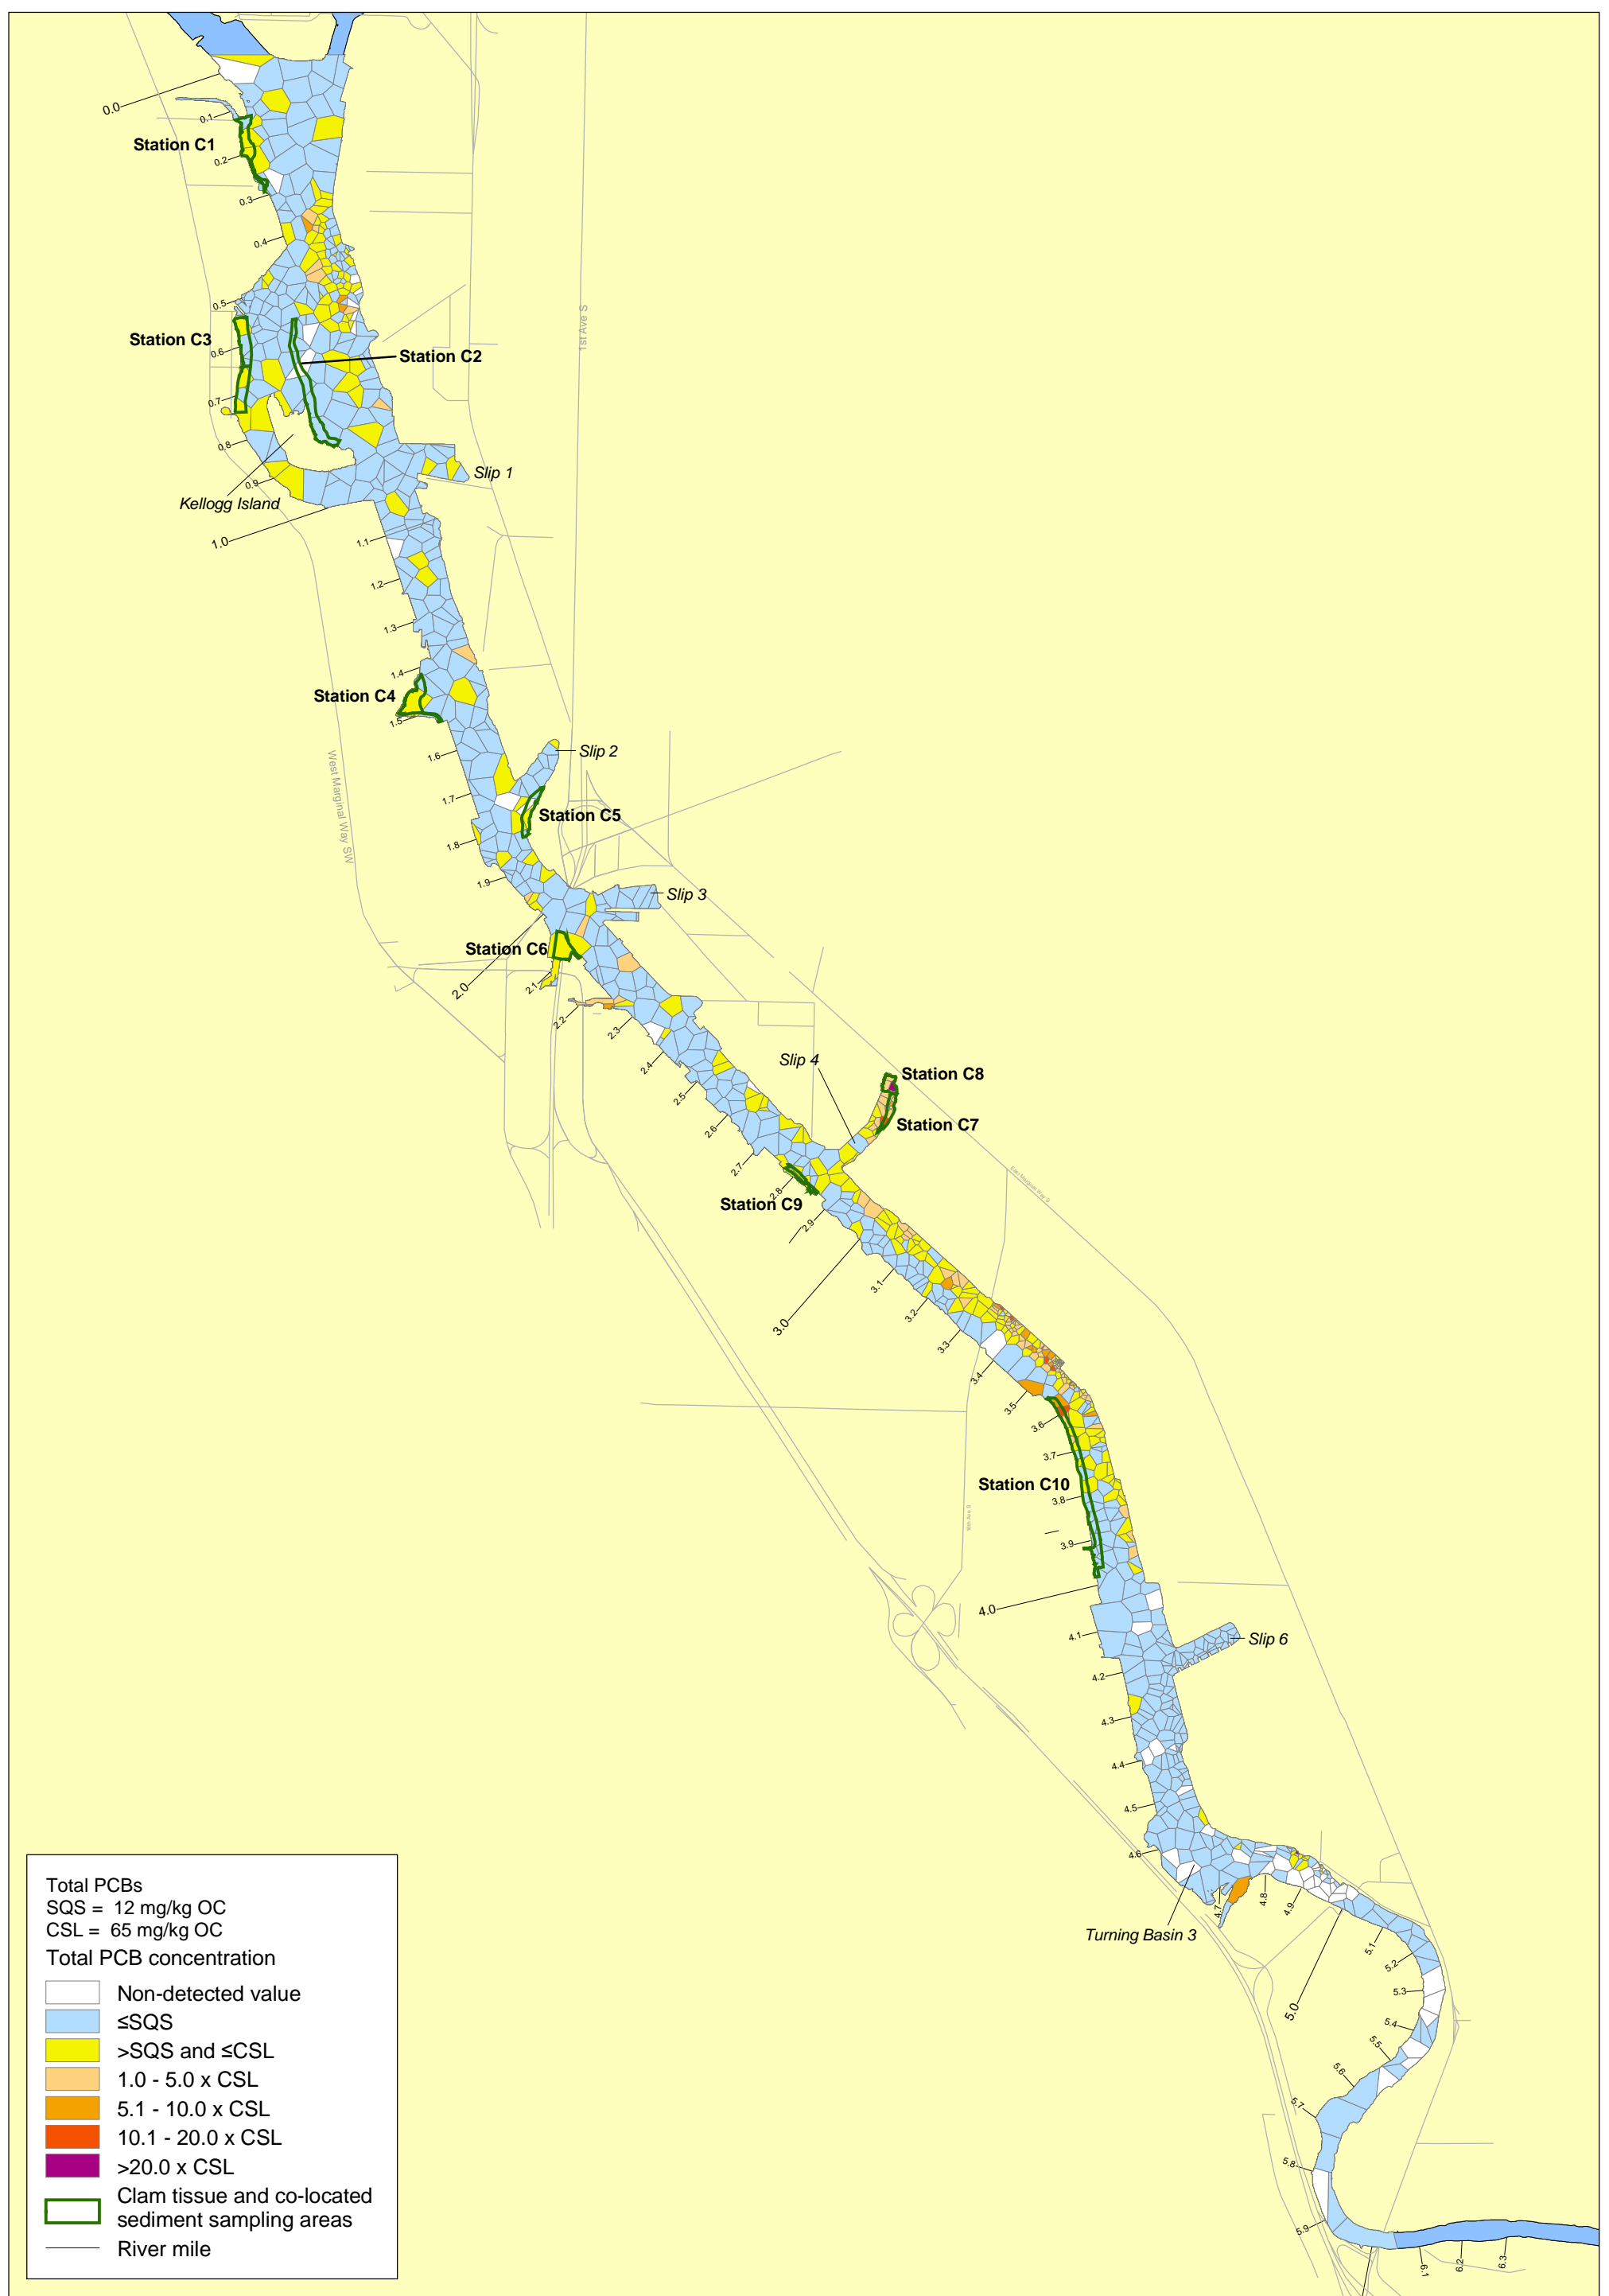 0.0
0.1
Station C1
0.2
0.3
0.4
0.5
1st Ave S
Station C3
0.6
Station C2
0.7
0.8
Slip 1
0.9
Kellogg Island
1.0
1.1
1.2
1.3
1.4
Station C4
1.5
Slip 2
1.6
West Marginal Way SW
1.7
Station C5
1.8
1.9
Slip 3
Station C6
2.0
2.1
2.2
2.3
2.4
Slip 4
Station C8
2.5
2.6
Station C7
2.7
East Marginal Way S
2.8
Station C9
2.9
3.0
3.1
3.2
3.3
3.4
3.5
3.6
3.7
Station C10
3.8
16th Ave S
3.9
4.0
4.1
Slip 6
4.2
4.3
4.4
4.5
4.6
4.7
4.8
4.9
Turning Basin 3
5.0
5.1
5.2
5.3
5.4
5.5
5.6
5.7
5.8
5.9
6.1
6.2
6.3
Total PCBs
SQS = 12 mg/kg OC
CSL = 65 mg/kg OC
Total PCB concentration
Non-detected value
≤SQS
>SQS and ≤CSL
1.0 - 5.0 x CSL
5.1 - 10.0 x CSL
10.1 - 20.0 x CSL
>20.0 x CSL
Clam tissue and co-located
sediment sampling areas
River mile